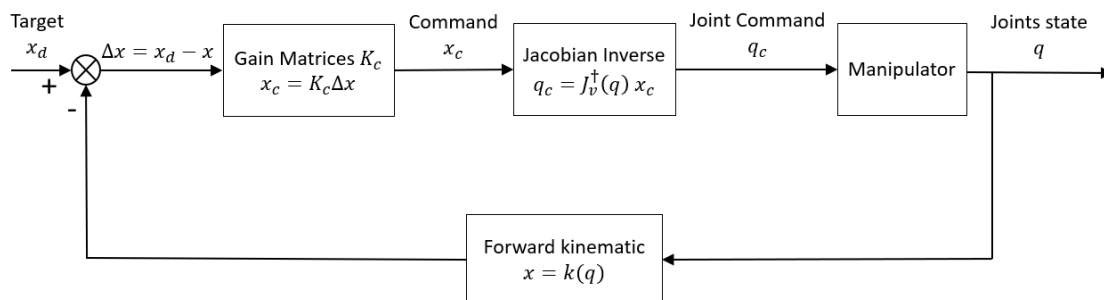 Target
x_d
+
-
Δx = x_d − x
Gain Matrices K_c
x_c = K_cΔx
Command
x_c
Jacobian Inverse
q_c = J_v^†(q) x_c
Joint Command
q_c
Manipulator
Joints state
q
Forward kinematic
x = k(q)